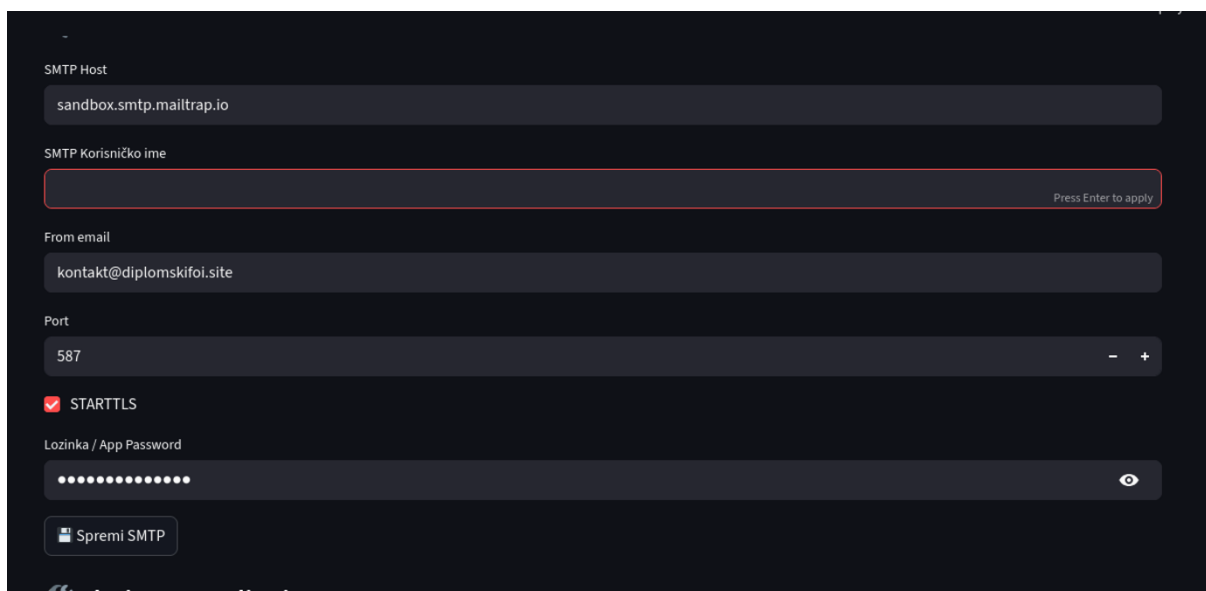 SMTP Host
sandbox.smtp.mailtrap.io
SMTP Korisničko ime
Press Enter to apply
From email
kontakt@diplomskifoi.site
Port
587
STARTTLS
Lozinka / App Password
Spremi SMTP